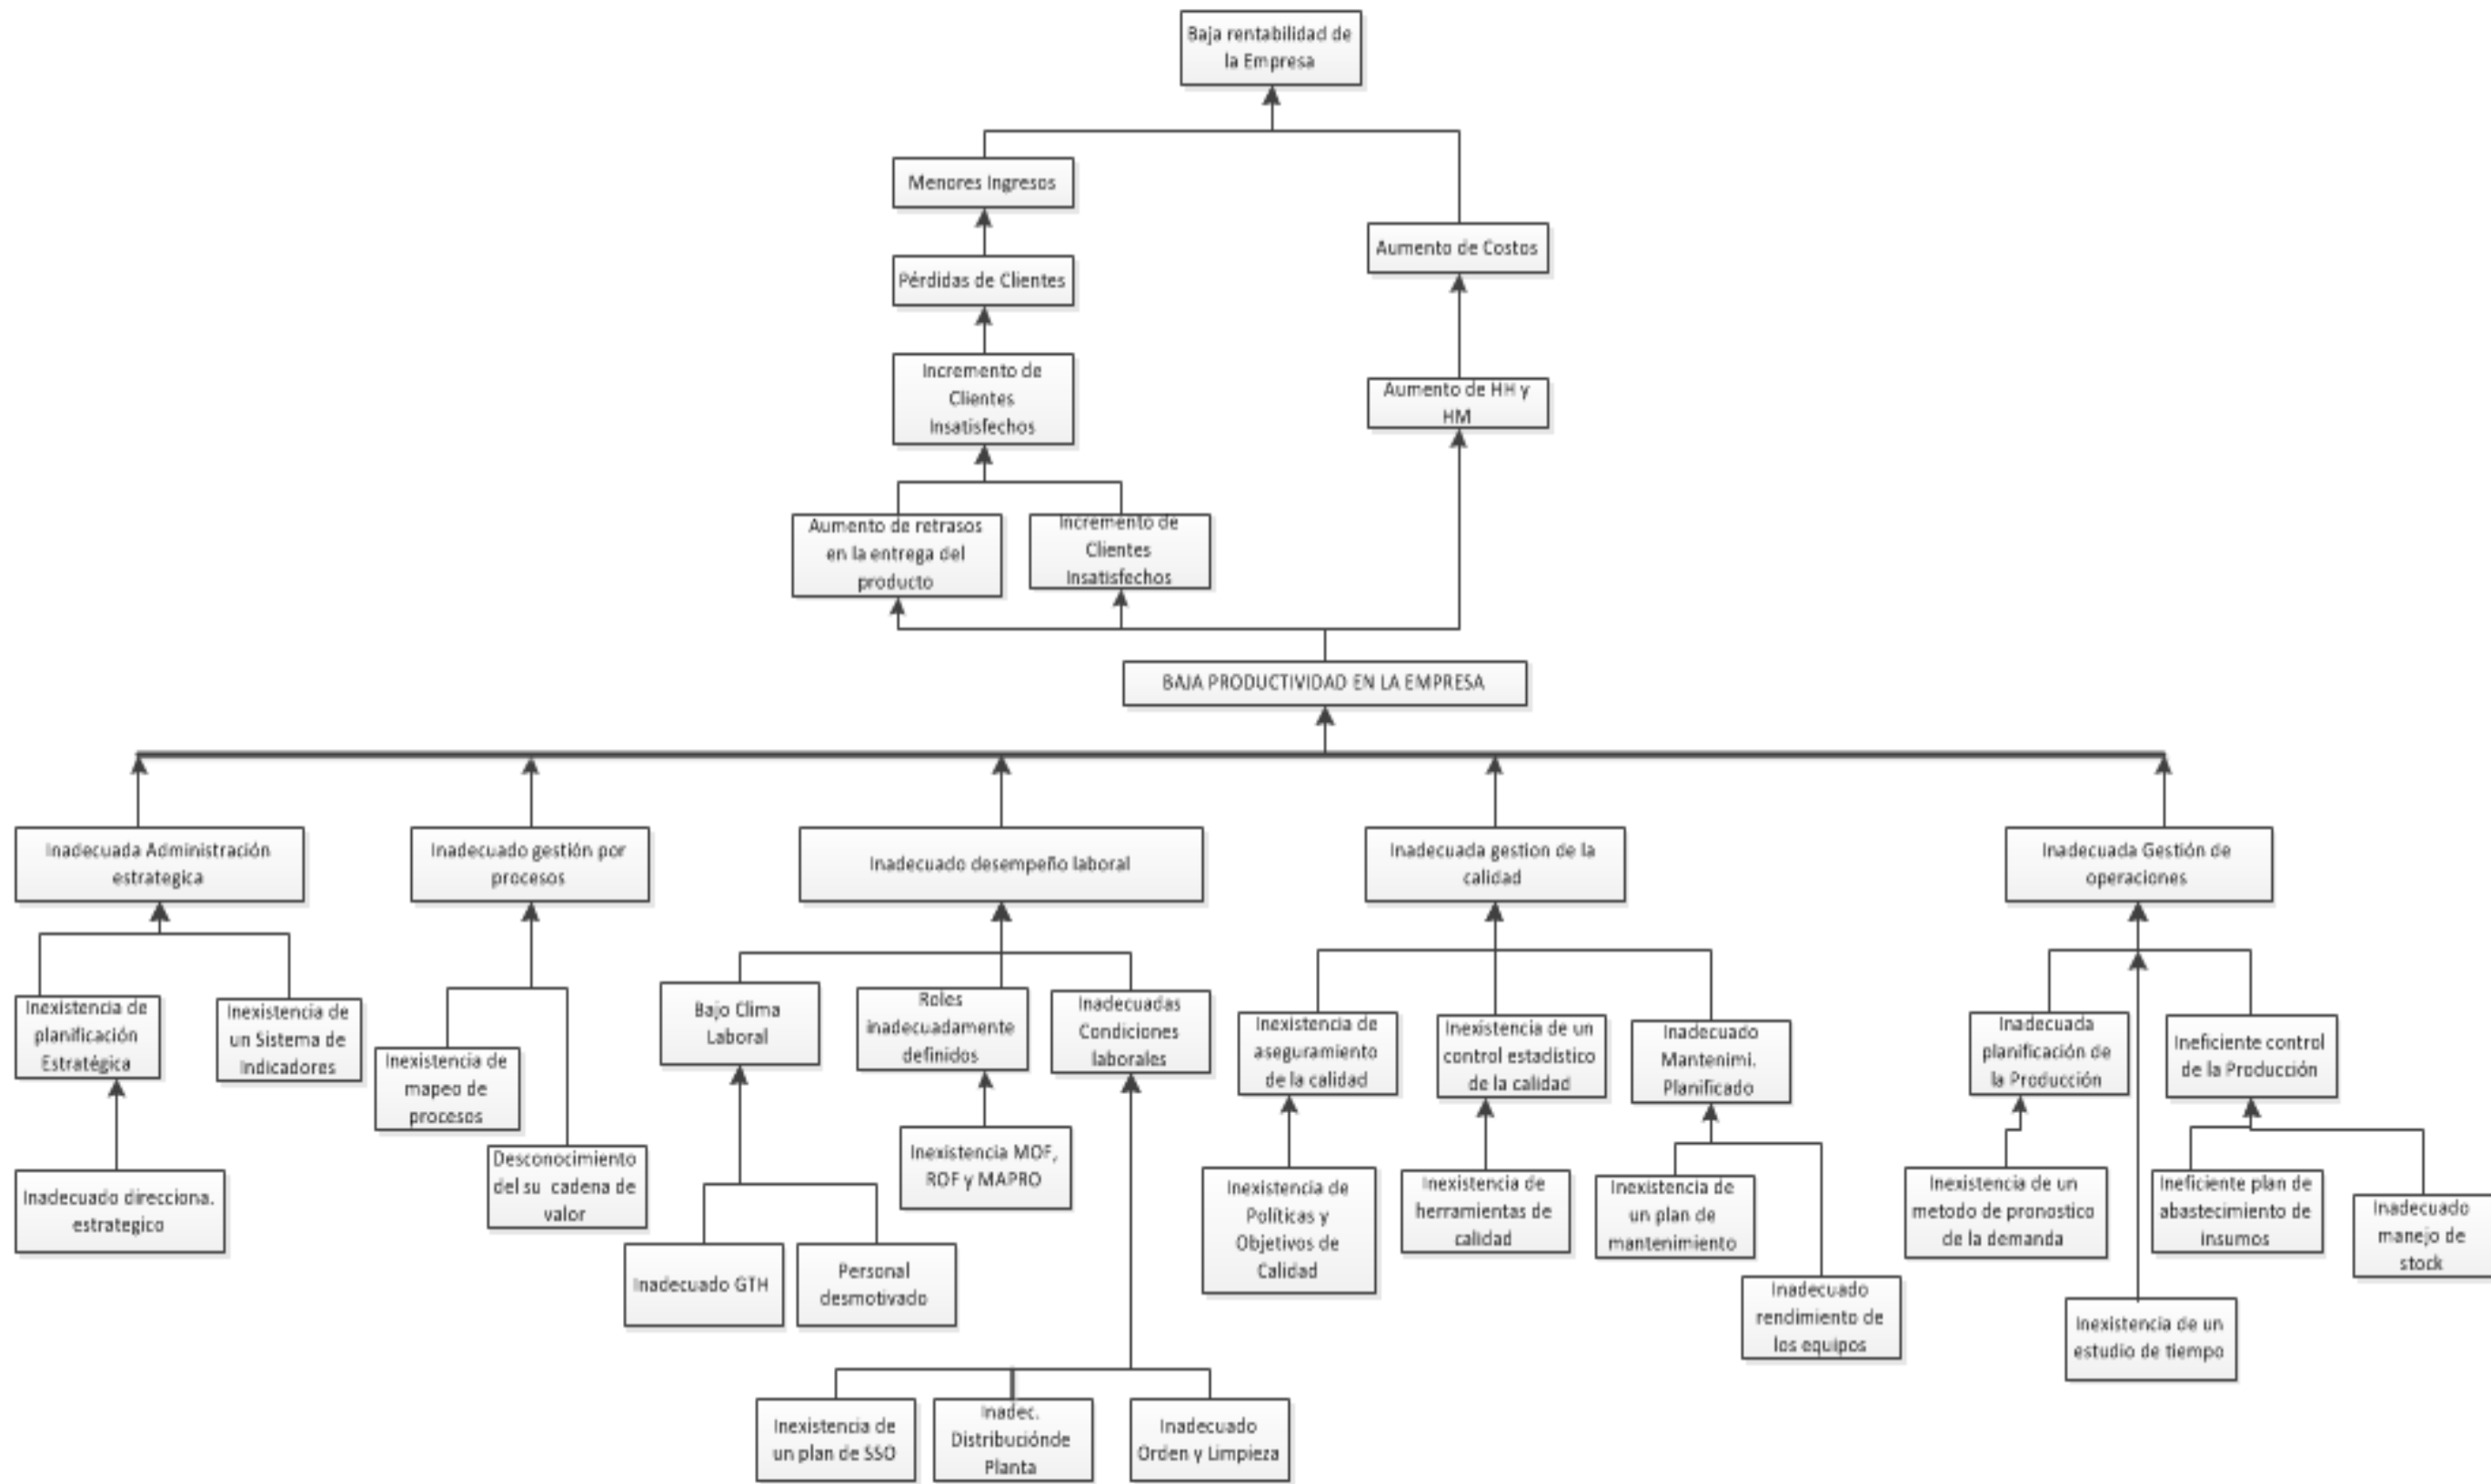 Baja rentabilidad de
la Empresa
Menores Ingresos
Aumento de Costos
Pérdidas de Clientes
Incremento de
Clientes
Insatisfechos
Aumento de HH y
HM
Aumento de retrasos
en la entrega del
producto
Incremento de
Clientes
Insatisfechos
BAJA PRODUCTIVIDAD EN LA EMPRESA
Inadecuada Administración
estrategica
Inadecuado gestión por
procesos
Inadecuado desempeño laboral
Inadecuada gestion de la
calidad
Inadecuada Gestión de
operaciones
Inexistencia de
planificación
Estratégica
Inexistencia de
un Sistema de
Indicadores
Inexistencia de
mapeo de
procesos
Desconocimiento
del su cadena de
valor
Bajo Clima
Laboral
Roles
inadecuadamente
definidos
Inadecuadas
Condiciones
laborales
Inexistencia de
aseguramiento
de la calidad
Inexistencia de un
control estadístico
de la calidad
Inadecuado
Mantenimi.
Planificado
Inadecuada
planificación de
la Producción
Ineficiente control
de la Producción
Inadecuado direcciona.
estrategico
Inexistencia MOF,
ROF y MAPRO
Inexistencia de
Políticas y
Objetivos de
Calidad
Inexistencia de
herramientas de
calidad
Inexistencia de
un plan de
mantenimiento
Inexistencia de un
metodo de pronostico
de la demanda
Ineficiente plan de
abastecimiento de
insumos
Inadecuado
manejo de
stock
Inadecuado GTH
Personal
desmotivado
Inadecuado
rendimiento de
los equipos
Inexistencia de un
estudio de tiempo
Inexistencia de
un plan de SSO
Inadec.
Distribuciónde
Planta
Inadecuado
Orden y Limpieza